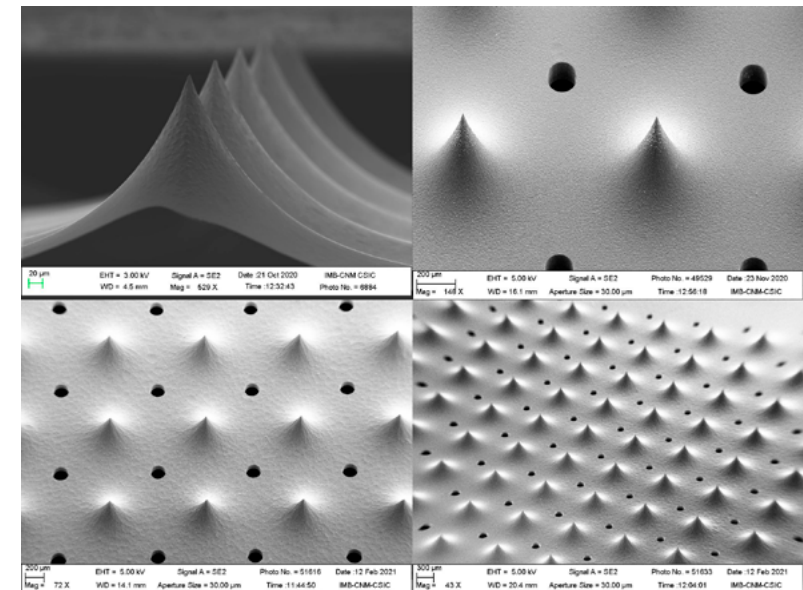 20 µm
EHT = 3.00 kV Signal A = SE2 Date :21 Oct 2020 IMB-CNM CSIC
WD = 4.5 mm Mag = 529 X Time :12:32:43 Photo No. = 6884
200 µm
EHT = 5.00 kV Signal A = SE2 Photo No. = 49529 Date :23 Nov 2020
Mag = 146 X WD = 16.1 mm Aperture Size = 30.00 µm Time :12:56:18 IMB-CNM-CSIC
200 µm
EHT = 5.00 kV Signal A = SE2 Photo No. = 51616 Date :12 Feb 2021
Mag = 72 X WD = 14.1 mm Aperture Size = 30.00 µm Time :11:44:50 IMB-CNM-CSIC
300 µm
EHT = 5.00 kV Signal A = SE2 Photo No. = 51633 Date :12 Feb 2021
Mag = 43 X WD = 20.4 mm Aperture Size = 30.00 µm Time :12:04:01 IMB-CNM-CSIC